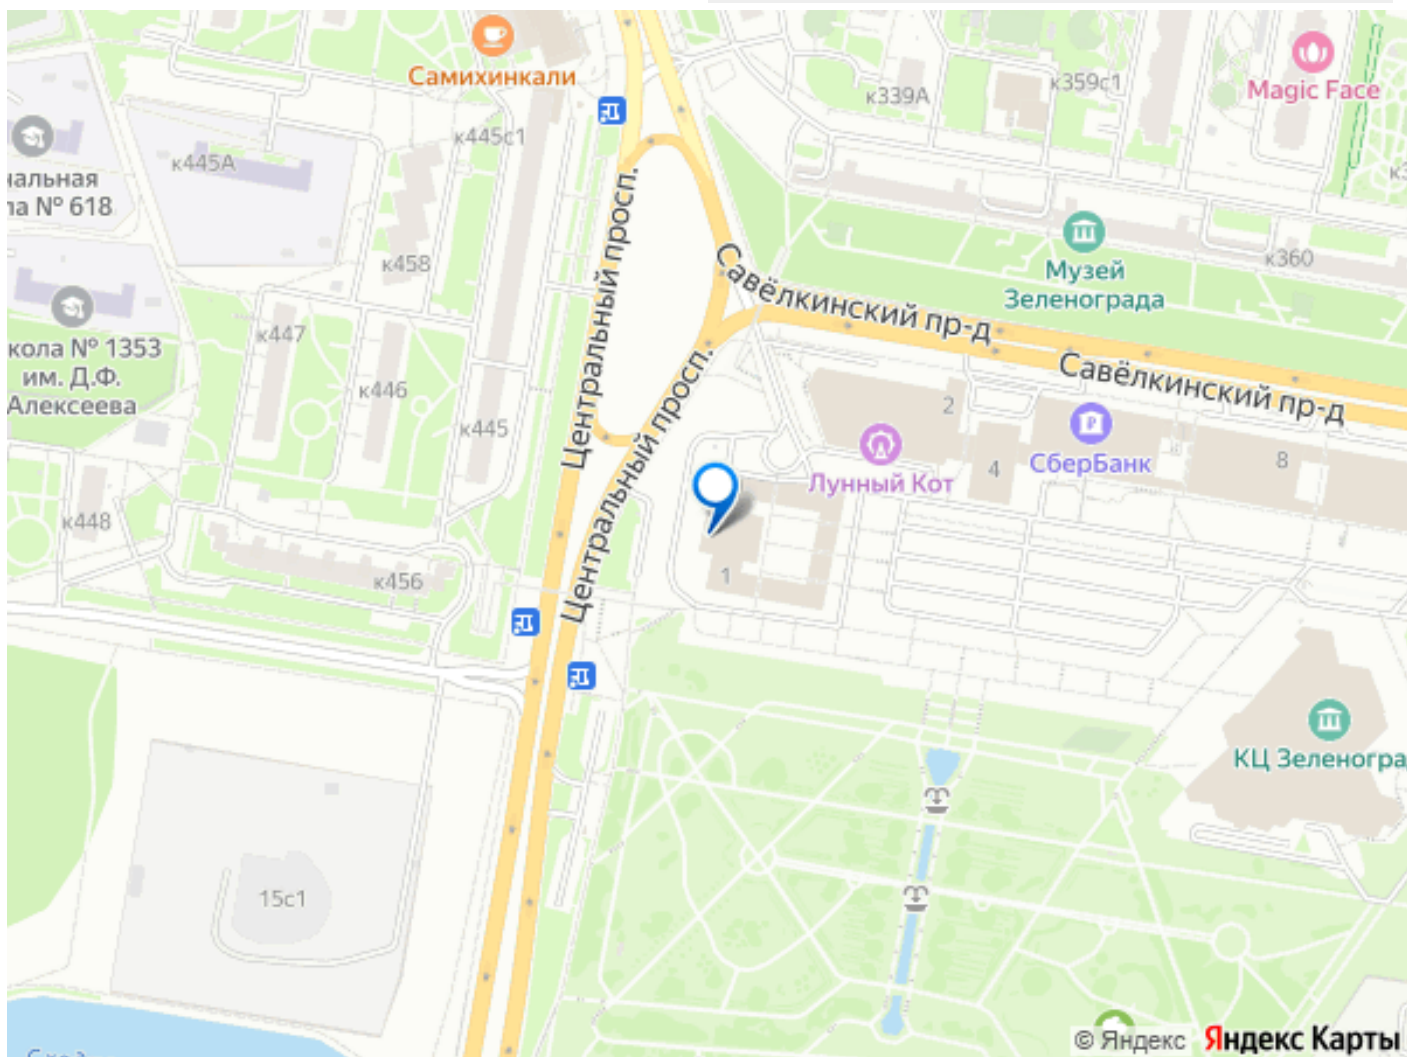 Самихинкали
к445с1
к339А
к359с1
Magic Face
к445А
чальная
ла № 618
к458
Центральный просп.
Савёлкинский пр-д
Музей
Зеленограда
к360
к447
кола № 1353
им. Д.Ф.
Алексеева
к446
к445
Центральный просп.
Савёлкинский пр-д
2
СберБанк
4
8
Лунный Кот
к448
к456
1
КЦ Зеленогра
15с1
© Яндекс Яндекс Карты